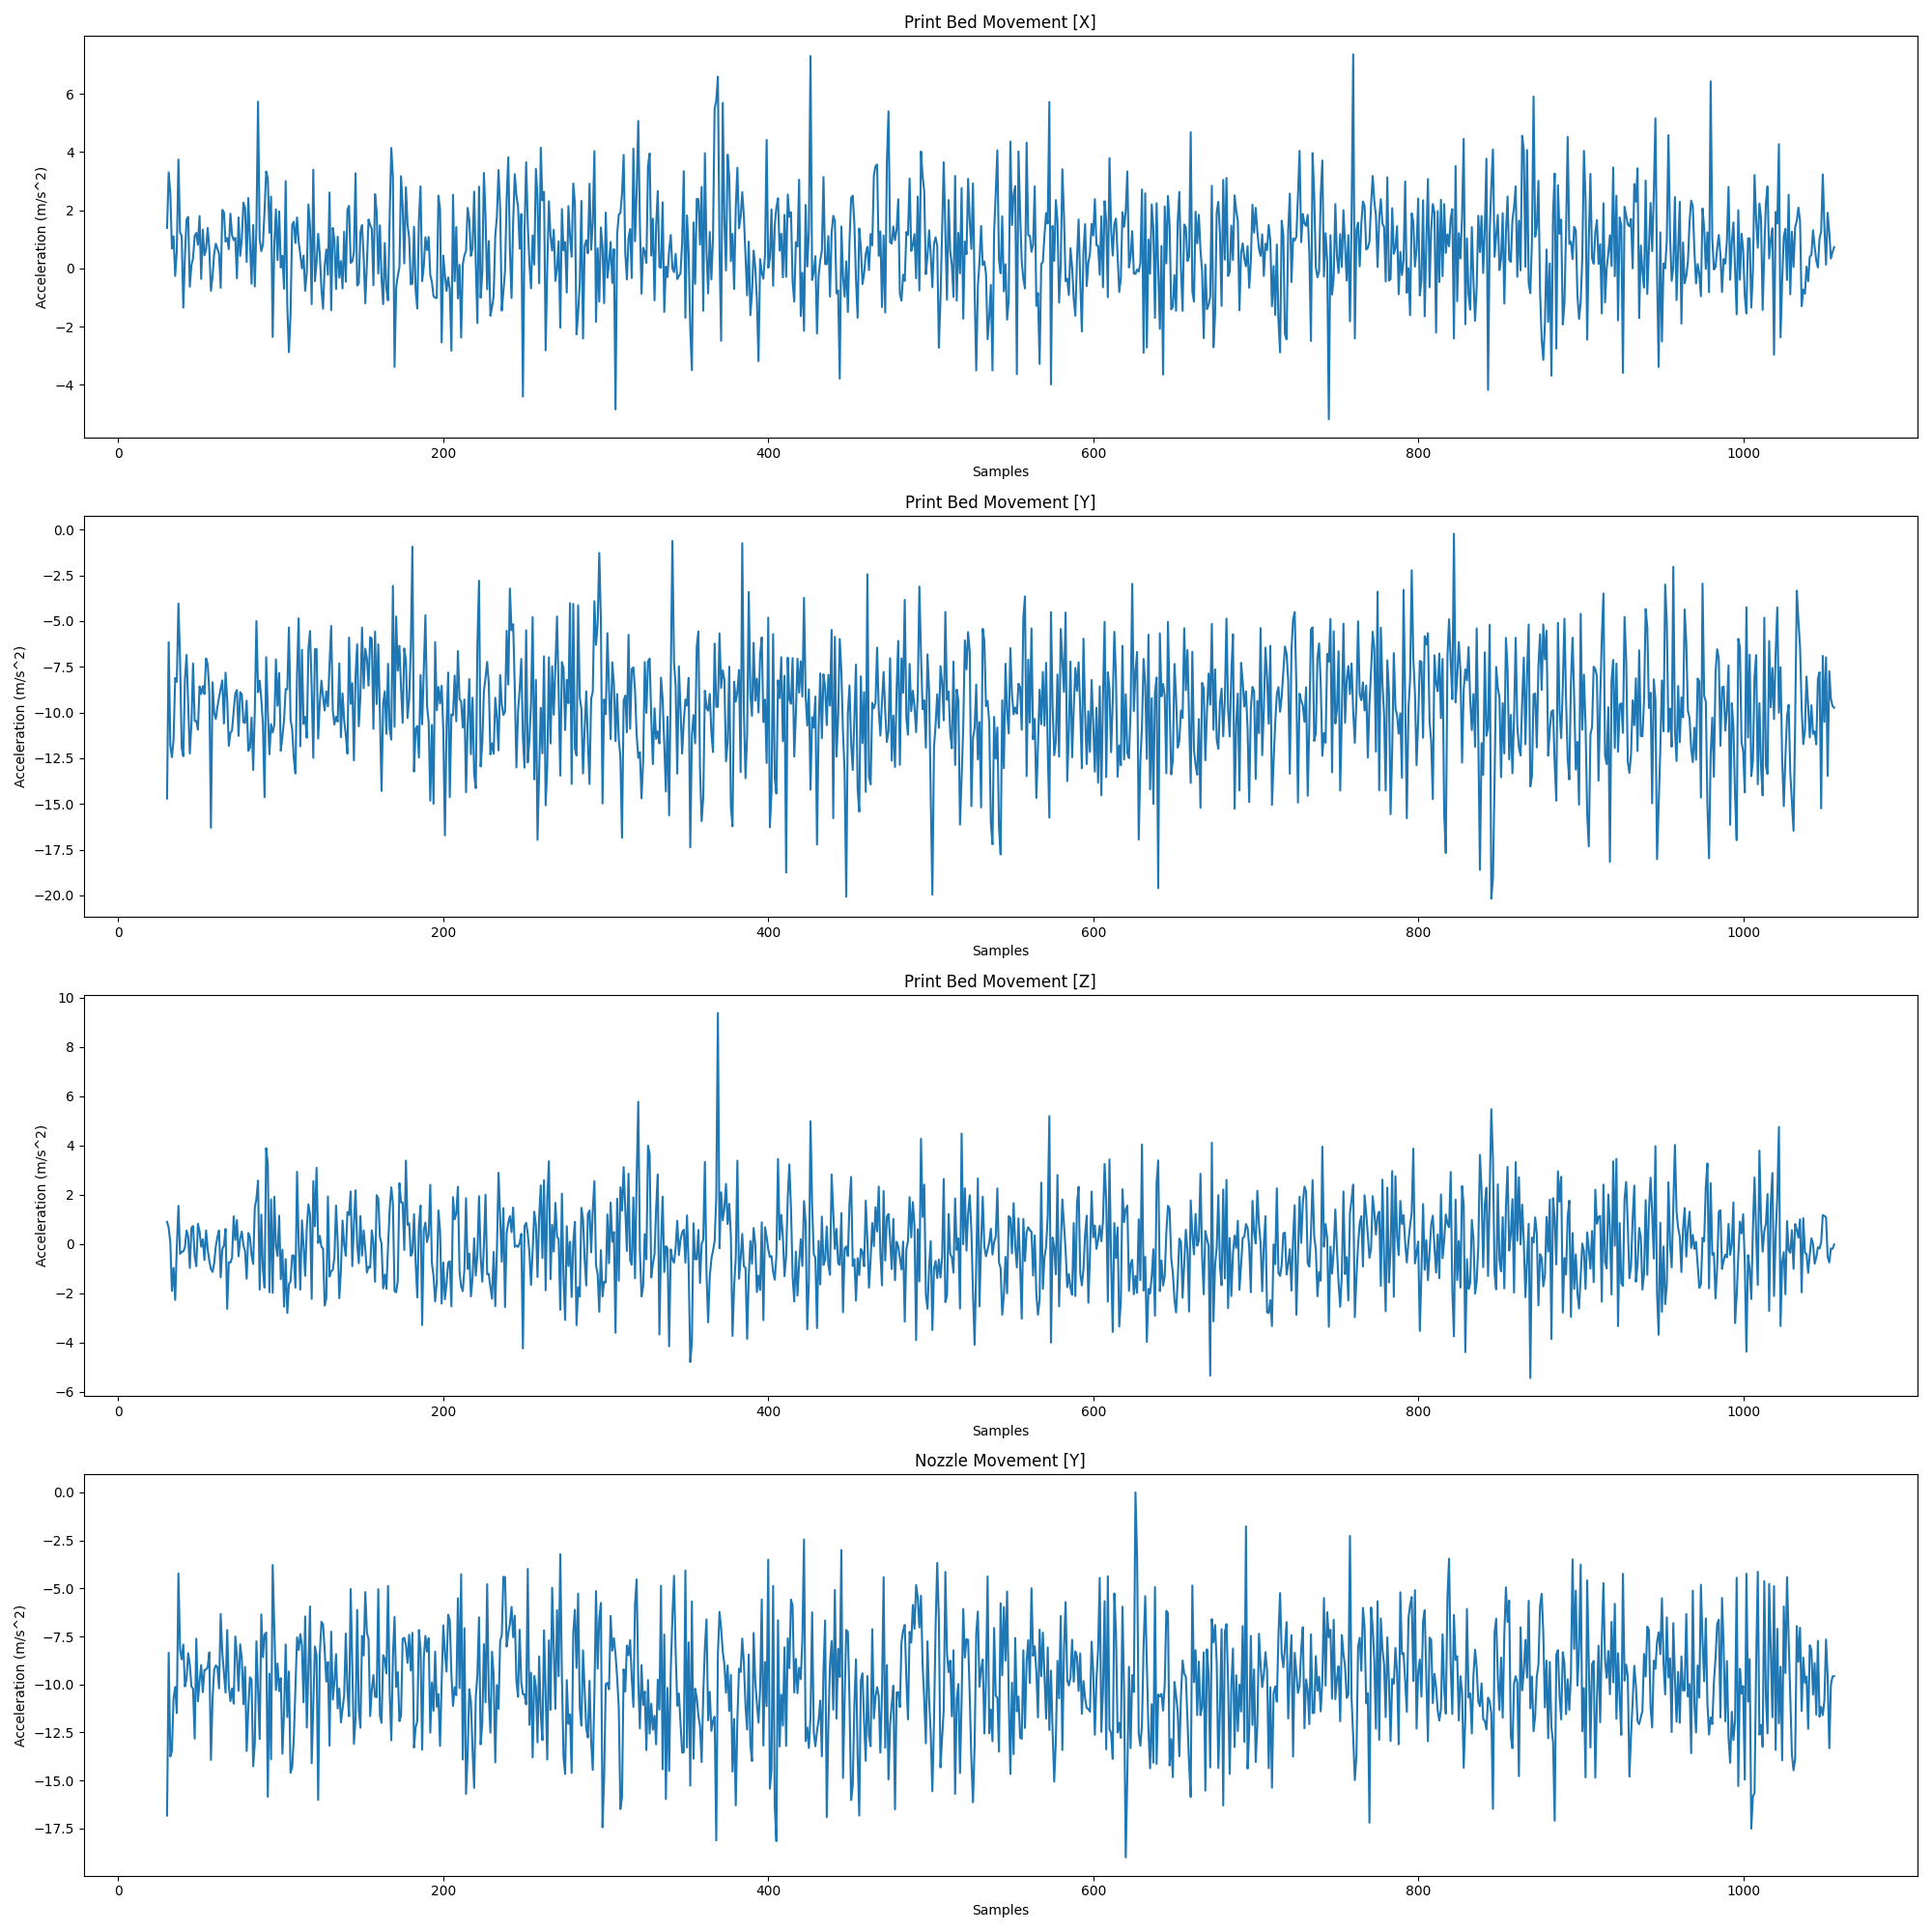 Print Bed Movement [X]
6
4
2
0
−2
−4
Acceleration (m/s^2)
0 200 400 600 800 1000
Samples
Print Bed Movement [Y]
0.0
−2.5
−5.0
−7.5
−10.0
−12.5
−15.0
−17.5
−20.0
Acceleration (m/s^2)
0 200 400 600 800 1000
Samples
Print Bed Movement [Z]
10
8
6
4
2
0
−2
−4
−6
Acceleration (m/s^2)
0 200 400 600 800 1000
Samples
Nozzle Movement [Y]
0.0
−2.5
−5.0
−7.5
−10.0
−12.5
−15.0
−17.5
Acceleration (m/s^2)
0 200 400 600 800 1000
Samples